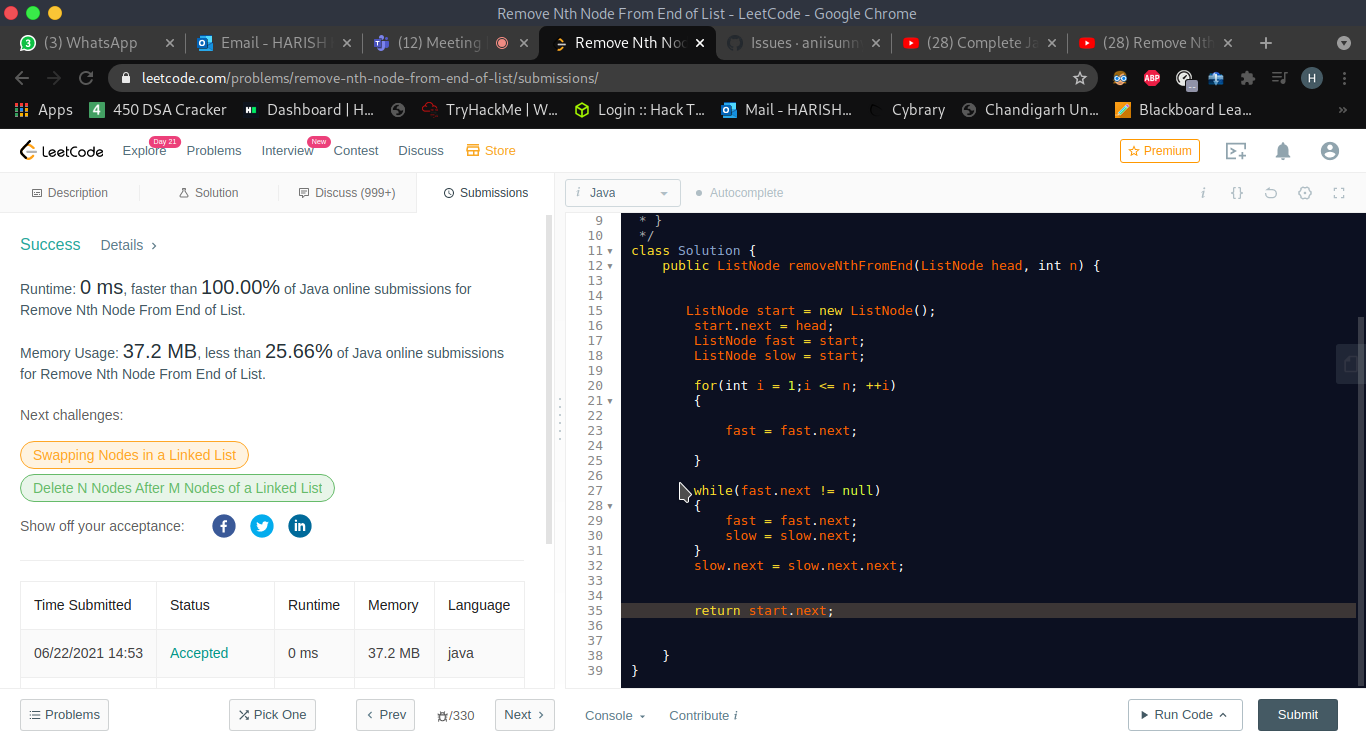 Remove Nth Node From End of List - LeetCode - Google Chrome
(3) WhatsApp
Email - HARISH
(12) Meeting
Remove Nth Nod
Issues · aniisunn
(28) Complete Ja
(28) Remove Nth
leetcode.com/problems/remove-nth-node-from-end-of-list/submissions/
ABP
H
Apps
4 450 DSA Cracker
Dashboard | H...
TryHackMe | W...
Login :: Hack T...
Mail - HARISH...
Cybrary
Chandigarh Un...
Blackboard Lea...
»
LeetCode
Explore Day 21
Problems
Interview New
Contest
Discuss
Store
Premium
Description
Solution
Discuss (999+)
Submissions
i Java
Autocomplete
i {}
Success
Details
Runtime: 0 ms, faster than 100.00% of Java online submissions for
Remove Nth Node From End of List.
Memory Usage: 37.2 MB, less than 25.66% of Java online submissions
for Remove Nth Node From End of List.
Next challenges:
Swapping Nodes in a Linked List
Delete N Nodes After M Nodes of a Linked List
Show off your acceptance:
Time Submitted Status Runtime Memory Language
06/22/2021 14:53 Accepted 0 ms 37.2 MB java
9 * }
10 */
11 class Solution {
12 public ListNode removeNthFromEnd(ListNode head, int n) {
13
14
15 ListNode start = new ListNode();
16 start.next = head;
17 ListNode fast = start;
18 ListNode slow = start;
19
20 for(int i = 1;i <= n; ++i)
21 {
22
23 fast = fast.next;
24
25 }
26
27 while(fast.next != null)
28 {
29 fast = fast.next;
30 slow = slow.next;
31 }
32 slow.next = slow.next.next;
33
34
35 return start.next;
36
37
38 }
39 }
Problems
Pick One
Prev
/330
Next
Console
Contribute i
Run Code
Submit